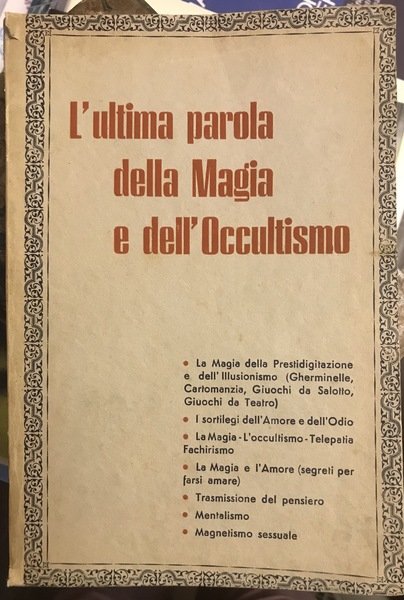 L'ultima parola
della Magia
e dell'Occultismo
• La Magia della Prestidigitazione
e dell'Illusionismo (Gherminelle,
Cartomanzia, Giuochi da Salotto,
Giuochi da Teatro)
• I sortilegi dell'Amore e dell'Odio
• La Magia - L'occultismo - Telepatia
Fachirismo
• La Magia e l'Amore (segreti per
farsi amare)
• Trasmissione del pensiero
• Mentalismo
• Magnetismo sessuale